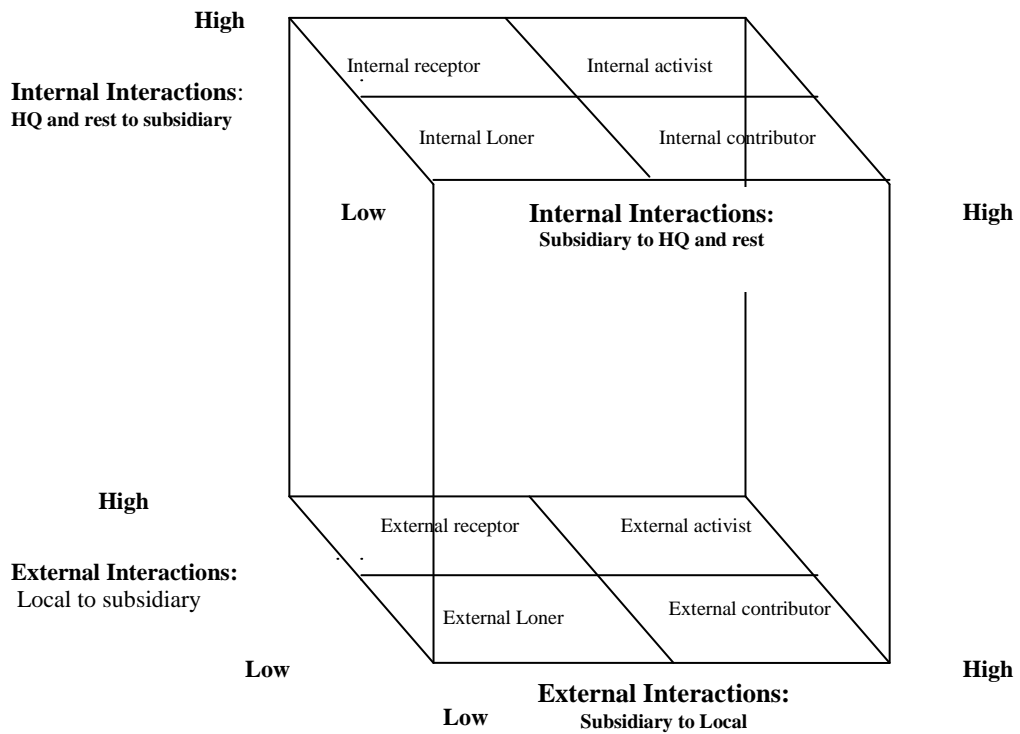 High
Internal receptor
Internal activist
Internal Interactions:
HQ and rest to subsidiary
Internal Loner
Internal contributor
Low
Internal Interactions:
High
Subsidiary to HQ and rest
High
External receptor
External activist
External Interactions:
Local to subsidiary
External Loner
External contributor
Low
High
External Interactions:
Low
Subsidiary to Local